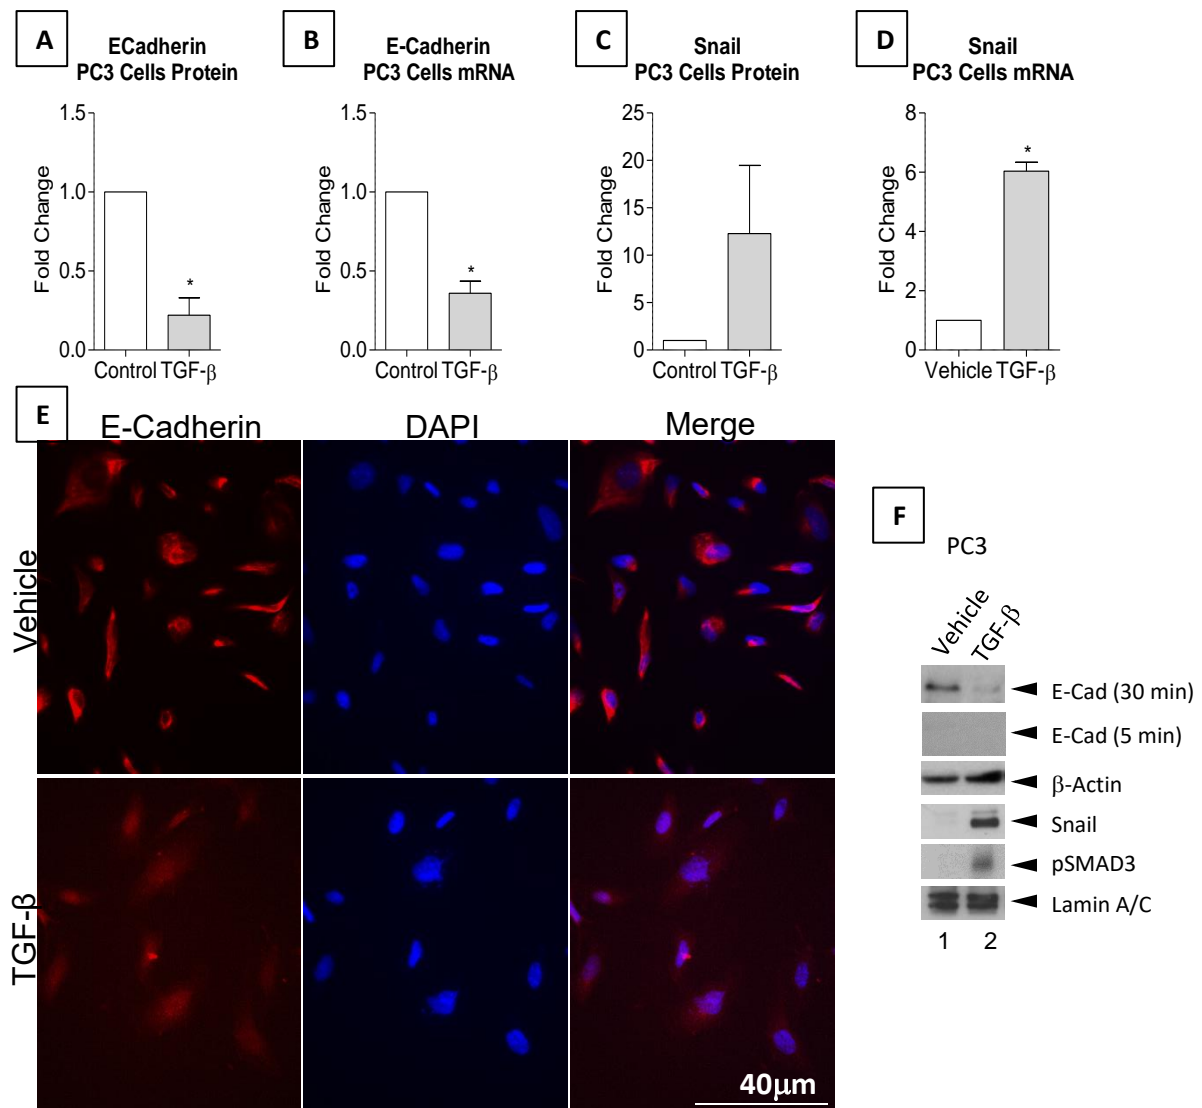 A
ECadherin
PC3 Cells Protein
1.5
1.0
0.5
0.0
Fold Change
*
Control TGF-β
B
E-Cadherin
PC3 Cells mRNA
1.5
1.0
0.5
0.0
Fold Change
*
Control TGF-β
C
Snail
PC3 Cells Protein
25
20
15
10
5
0
Fold Change
Control TGF-β
D
Snail
PC3 Cells mRNA
8
6
4
2
0
Fold Change
*
Vehicle TGF-β
E
E-Cadherin
DAPI
Merge
Vehicle
TGF-β
40μm
F
PC3
Vehicle
TGF-β
E-Cad (30 min)
E-Cad (5 min)
β-Actin
Snail
pSMAD3
Lamin A/C
1 2